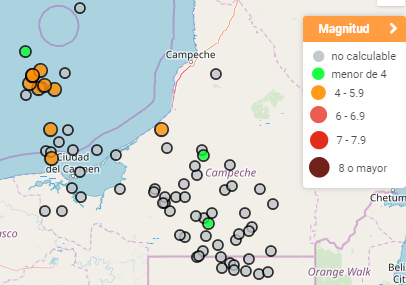 Magnitud
no calculable
menor de 4
4 - 5.9
6 - 6.9
7 - 7.9
8 o mayor
Campeche
Ciudad
del Carmen
Campeche
Chetum
asco
Orange Walk
Beli
Cit